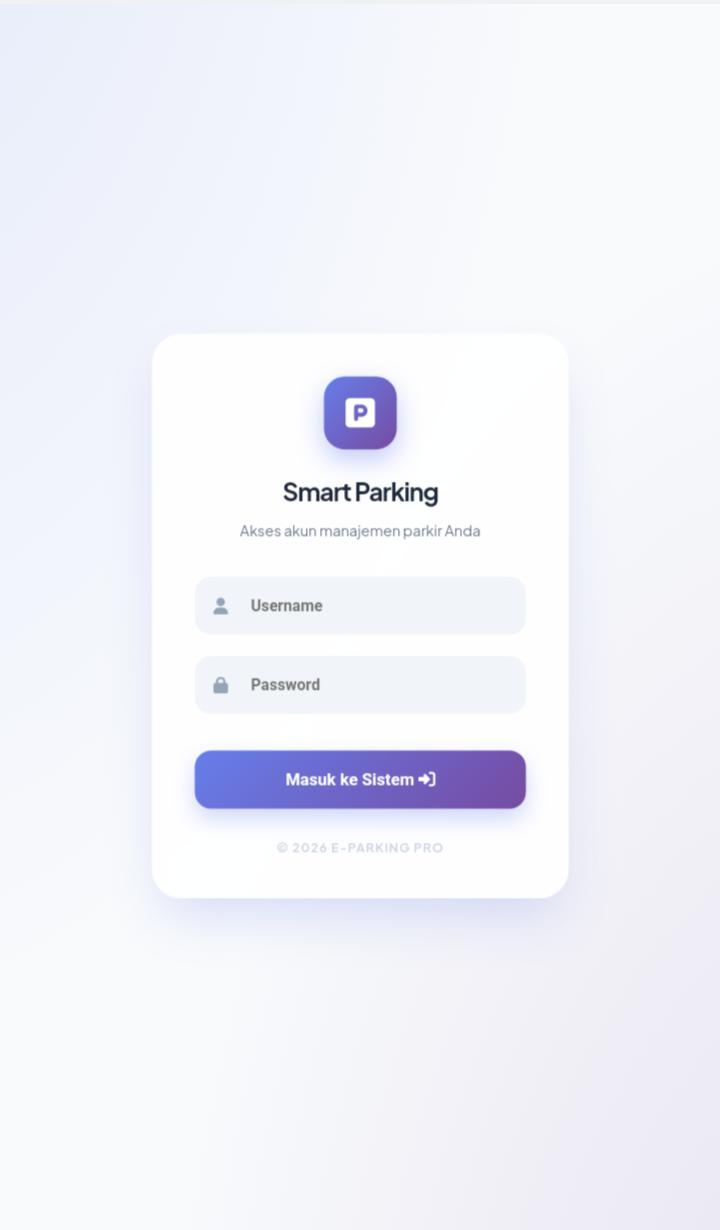 P
Smart Parking
Akses akun manajemen parkir Anda
Username
Password
Masuk ke Sistem
© 2026 E-PARKING PRO